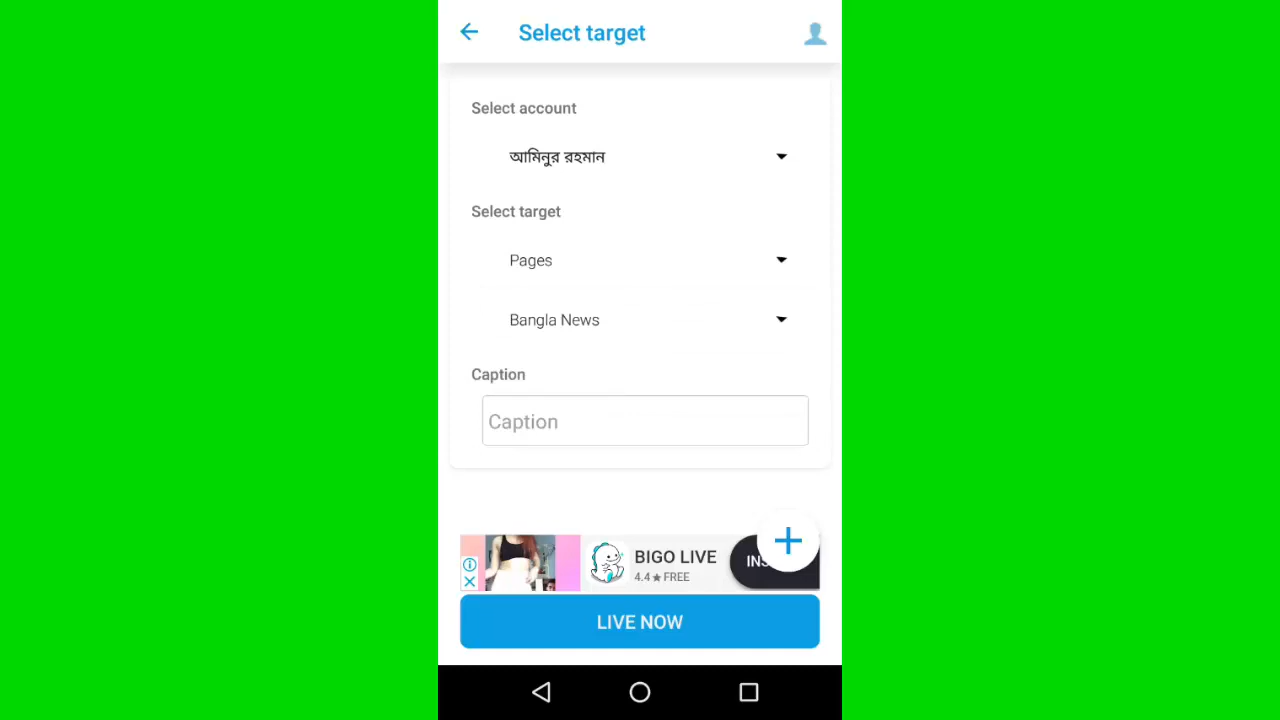 Select target
Select account
আমিনুর রহমান
Select target
Pages
Bangla News
Caption
Caption
BIGO LIVE
4.4★FREE
LIVE NOW